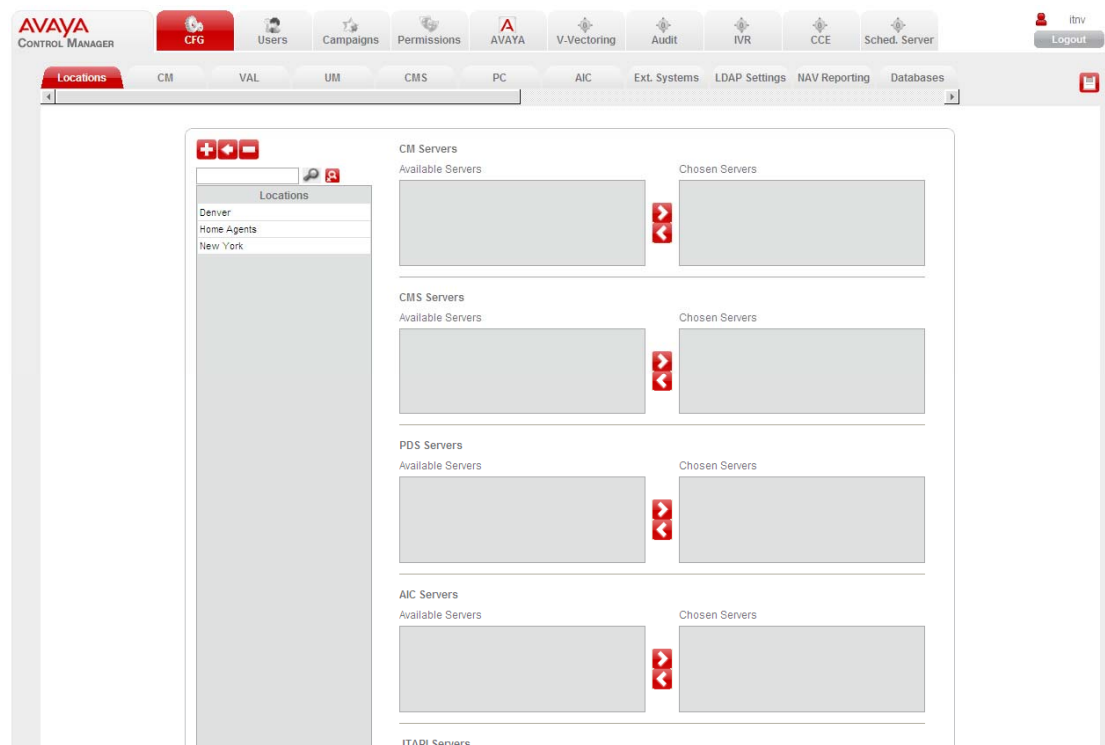 AVAYA
CONTROL MANAGER
CFG
Users
Campaigns
Permissions
A
AVAYA
V-Vectoring
Audit
IVR
CCE
Sched. Server
itnv
Logout
Locations
CM
VAL
UM
CMS
PC
AIC
Ext. Systems
LDAP Settings
NAV Reporting
Databases
Locations
Denver
Home Agents
New York
CM Servers
Available Servers
Chosen Servers
CMS Servers
Available Servers
Chosen Servers
PDS Servers
Available Servers
Chosen Servers
AIC Servers
Available Servers
Chosen Servers
JTAPI Servers